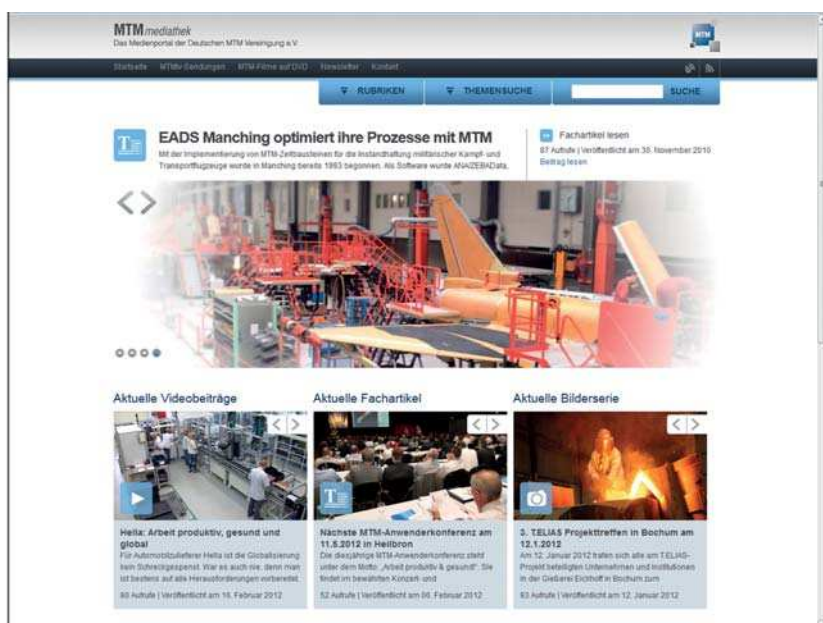 MTMmediathek
Das Medienportal der Deutschen MTM Vereinigung e.V.
MTM
Startseite MTMtv-Sendungen MTM-Filme auf DVD Newsletter Kontakt
RUBRIKEN THEMENSUCHE SUCHE
EADS Manching optimiert ihre Prozesse mit MTM
Mit der Implementierung von MTM-Zeitbausteinen für die Instandhaltung militärischer Kampf- und
Transportflugzeuge wurde in Manching bereits 1993 begonnen. Als Software wurde ANA/ZEBAData,
Fachartikel lesen
87 Aufrufe | Veröffentlicht am 30. November 2010
Beitrag lesen
Aktuelle Videobeiträge
Aktuelle Fachartikel
Aktuelle Bilderserie
Hella: Arbeit produktiv, gesund und
global
Für Automobilzulieferer Hella ist die Globalisierung
kein Schreckgespenst. War es auch nie, denn man
ist bestens auf alle Herausforderungen vorbereitet.
80 Aufrufe | Veröffentlicht am 16. Februar 2012
Nächste MTM-Anwenderkonferenz am
11.5.2012 in Heilbron
Die diesjährige MTM-Anwenderkonferenz steht
unter dem Motto: „Arbeit produktiv & gesund“. Sie
findet im bewährten Konzert- und
52 Aufrufe | Veröffentlicht am 06. Februar 2012
3. TELIAS Projekttreffen in Bochum am
12.1.2012
Am 12. Januar 2012 trafen sich alle am TELIAS-
Projekt beteiligten Unternehmen und Institutionen
in der Gießerei Eickhoff in Bochum zum
83 Aufrufe | Veröffentlicht am 12. Januar 2012